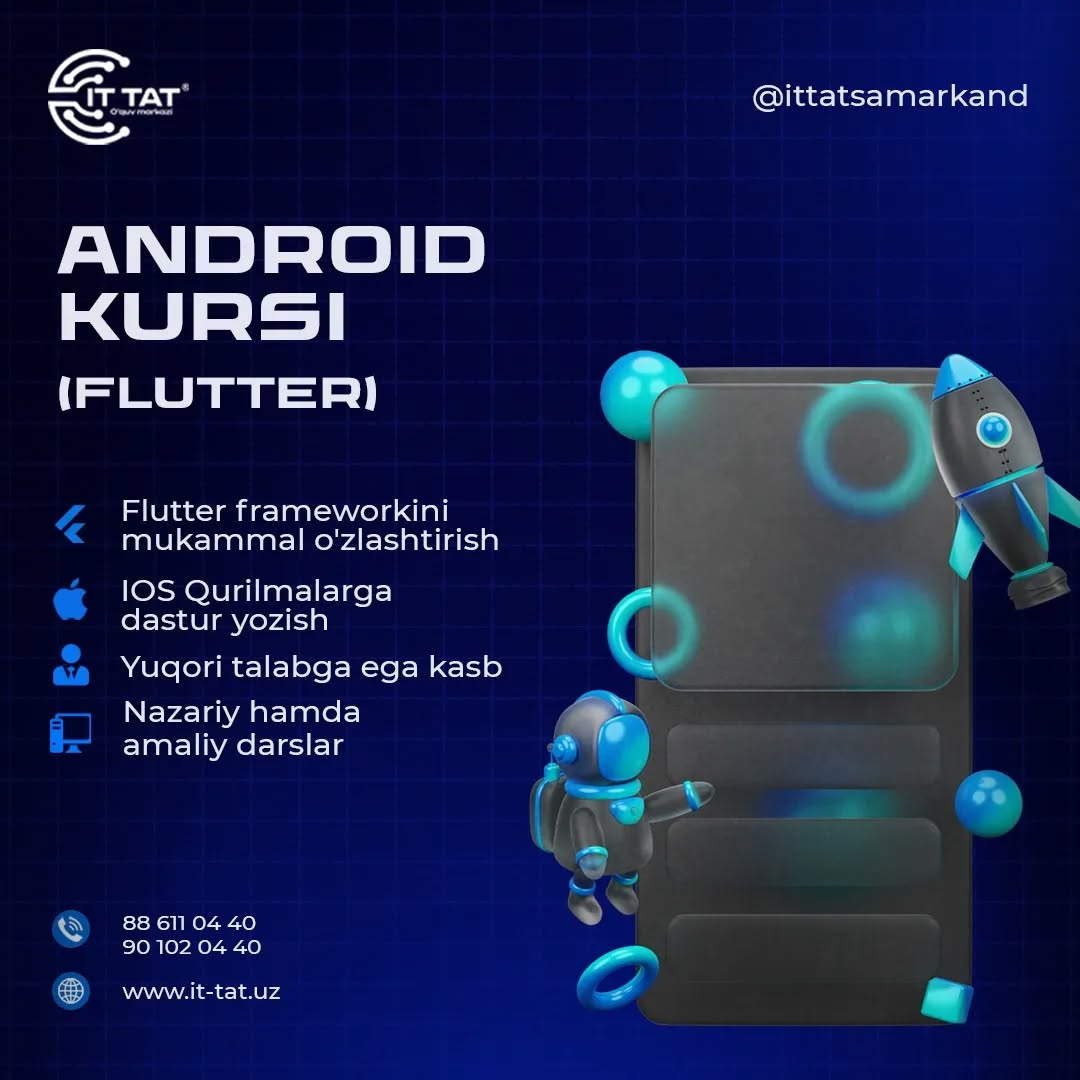 IT TAT®
O'quv markazi
@ittatsamarkand
ANDROID
KURSI
(FLUTTER)
Flutter frameworkini
mukammal o'zlashtirish
IOS Qurilmalarga
dastur yozish
Yuqori talabga ega kasb
Nazariy hamda
amaliy darslar
88 611 04 40
90 102 04 40
www.it-tat.uz